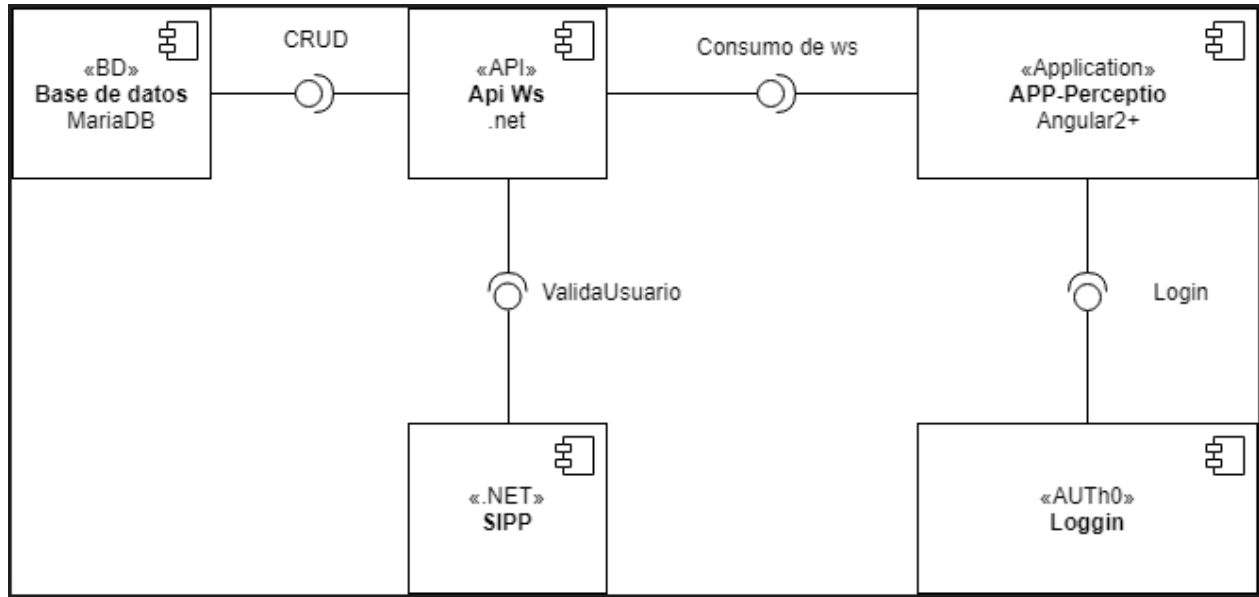 «BD»
Base de datos
MariaDB
CRUD
«API»
Api Ws
.net
Consumo de ws
«Application»
APP-Perceptio
Angular2+
ValidaUsuario
Login
«.NET»
SIPP
«AUTh0»
Loggin